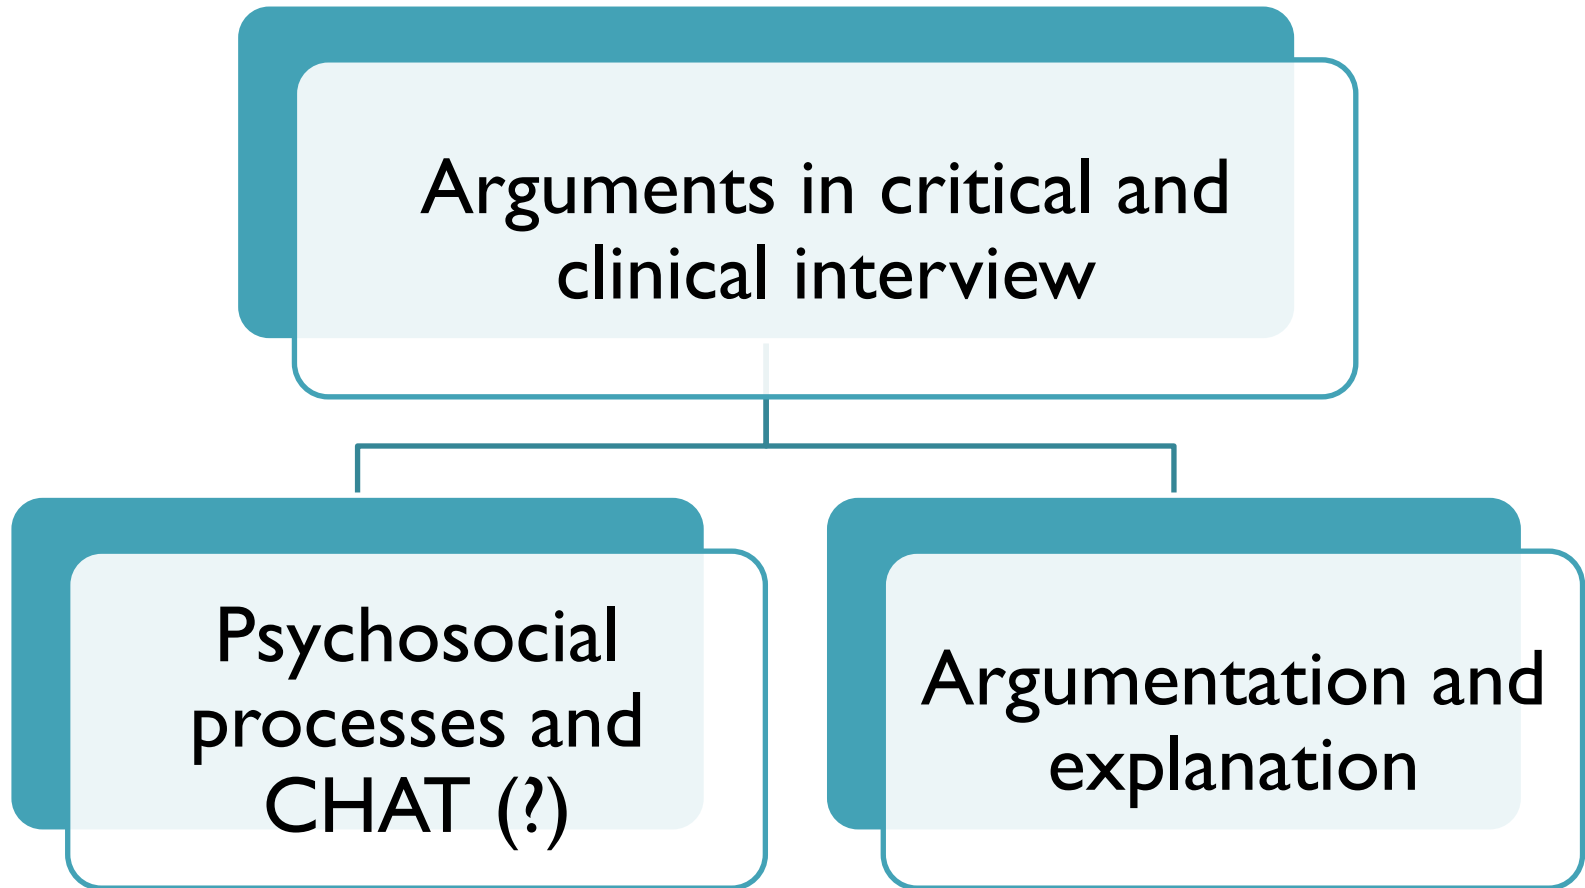 Arguments in critical and
clinical interview
Psychosocial
processes and
CHAT (?)
Argumentation and
explanation